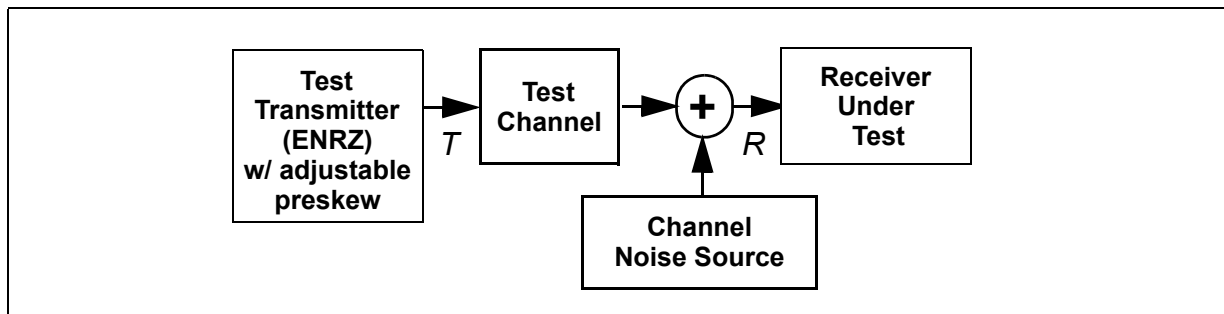 Test
Transmitter
(ENRZ)
w/ adjustable
preskew
T
Test
Channel
+
R
Receiver
Under
Test
Channel
Noise Source